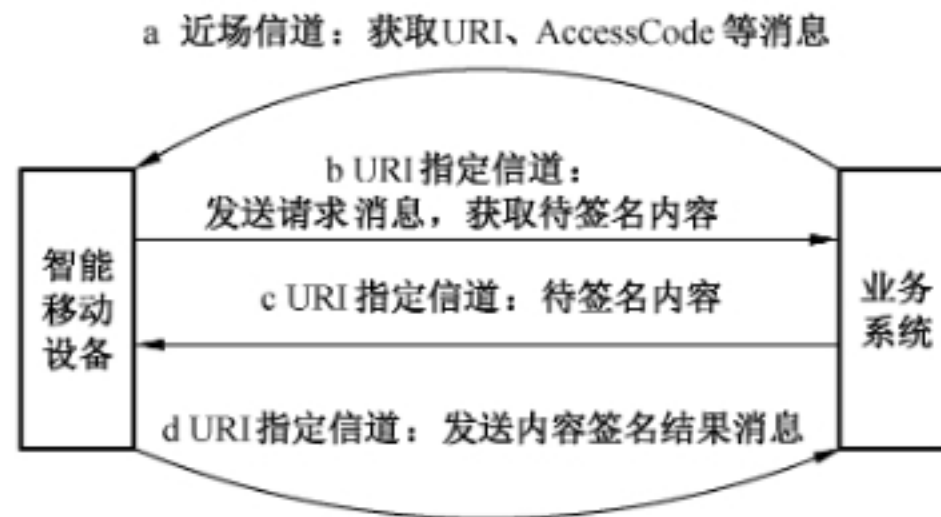 a 近场信道：获取URI、AccessCode 等消息
b URI 指定信道：
发送请求消息，获取待签名内容
智能
移动
设备
c URI 指定信道：待签名内容
业务
系统
d URI 指定信道：发送内容签名结果消息